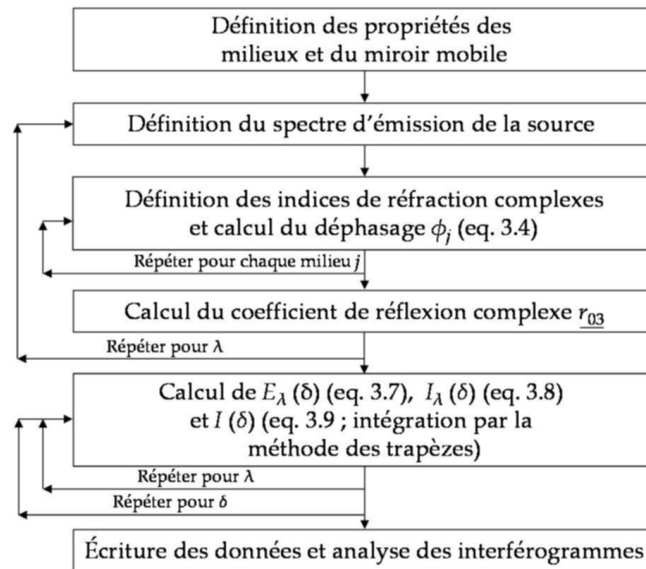 Définition des propriétés des
milieux et du miroir mobile
Définition du spectre d'émission de la source
Définition des indices de réfraction complexes
et calcul du déphasage ϕj (eq. 3.4)
Répéter pour chaque milieu j
Calcul du coefficient de réflexion complexe r03
Répéter pour λ
Calcul de Eλ (δ) (eq. 3.7), Iλ (δ) (eq. 3.8)
et I (δ) (eq. 3.9 ; intégration par la
méthode des trapèzes)
Répéter pour λ
Répéter pour δ
Écriture des données et analyse des interférogrammes